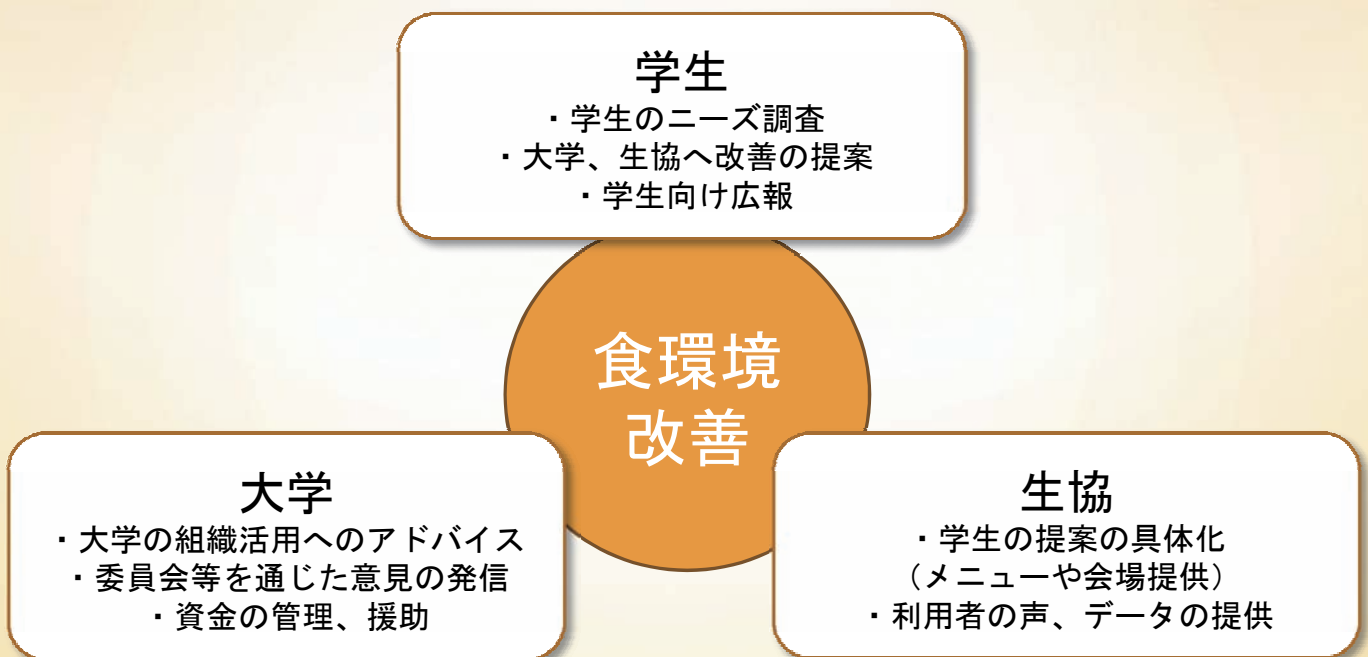 学生
・学生のニーズ調査
・大学、生協へ改善の提案
・学生向け広報
食環境
改善
大学
・大学の組織活用へのアドバイス
・委員会等を通じた意見の発信
・資金の管理、援助
生協
・学生の提案の具体化
（メニューや会場提供）
・利用者の声、データの提供